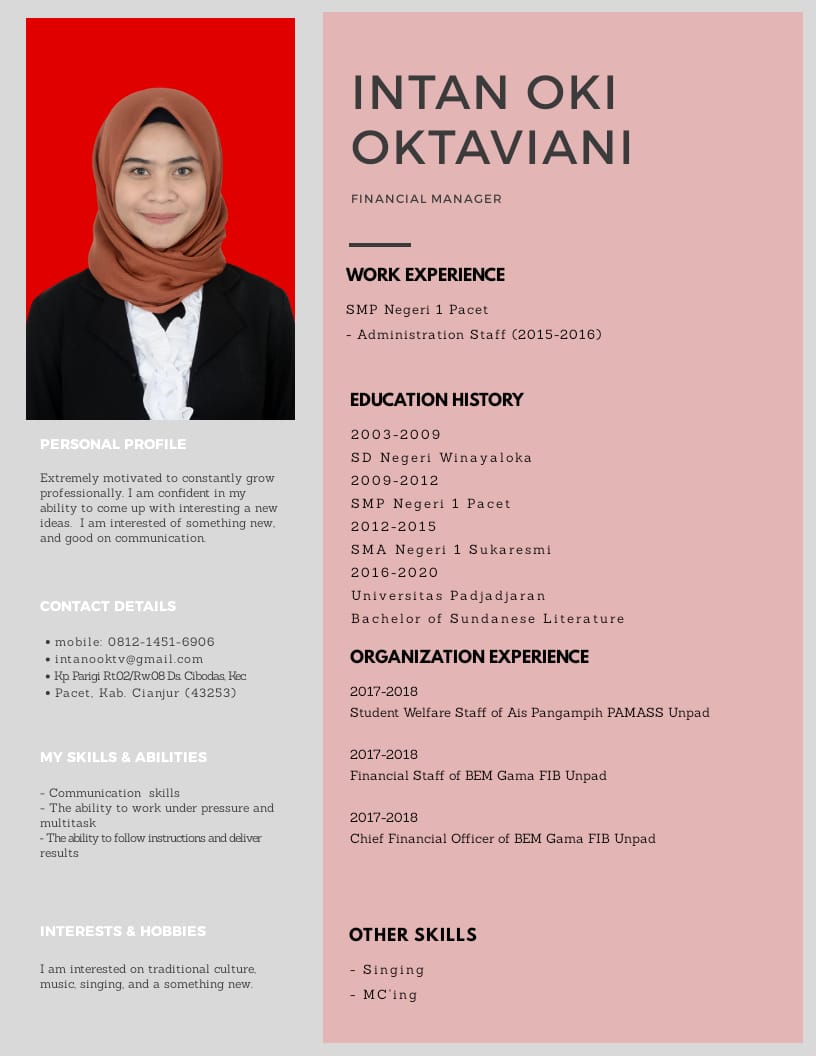 INTAN OKI
OKTAVIANI
FINANCIAL MANAGER
WORK EXPERIENCE
SMP Negeri 1 Pacet
- Administration Staff (2015-2016)
EDUCATION HISTORY
2003-2009
SD Negeri Winayaloka
2009-2012
SMP Negeri 1 Pacet
2012-2015
SMA Negeri 1 Sukaresmi
2016-2020
Universitas Padjadjaran
Bachelor of Sundanese Literature
ORGANIZATION EXPERIENCE
2017-2018
Student Welfare Staff of Ais Pangampih PAMASS Unpad
2017-2018
Financial Staff of BEM Gama FIB Unpad
2017-2018
Chief Financial Officer of BEM Gama FIB Unpad
OTHER SKILLS
- Singing
- MC'ing
PERSONAL PROFILE
Extremely motivated to constantly grow
professionally. I am confident in my
ability to come up with interesting a new
ideas.  I am interested of something new,
and good on communication.
CONTACT DETAILS
• mobile: 0812-1451-6906
• intanooktv@gmail.com
• Kp. Parigi Rt.02/Rw.08 Ds. Cibodas, Kec
• Pacet, Kab. Cianjur (43253)
MY SKILLS & ABILITIES
- Communication  skills
- The ability to work under pressure and
multitask
- The ability to follow instructions and deliver
results
INTERESTS & HOBBIES
I am interested on traditional culture,
music, singing, and a something new.